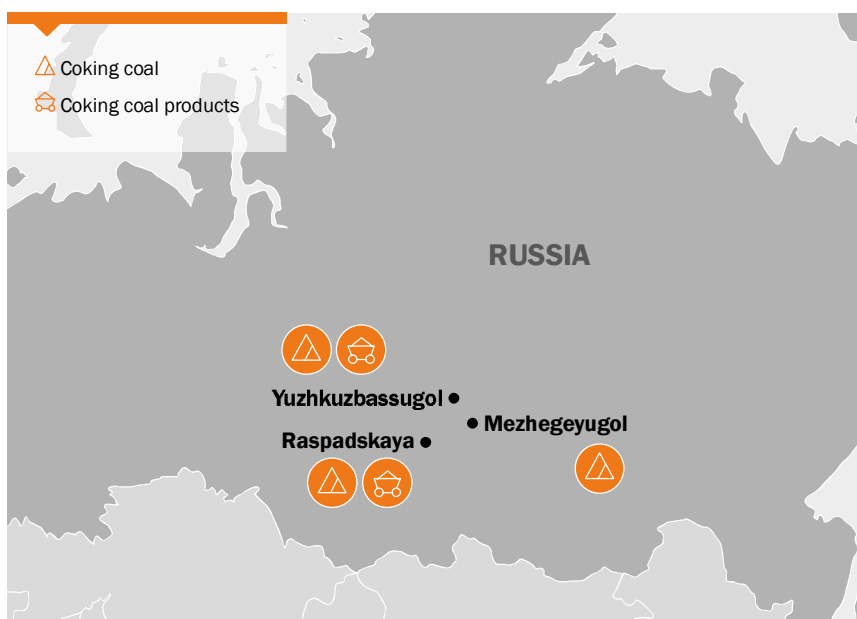 Coking coal
Coking coal products
RUSSIA
Yuzhkuzbassugol
Mezhegeyugol
Raspadskaya